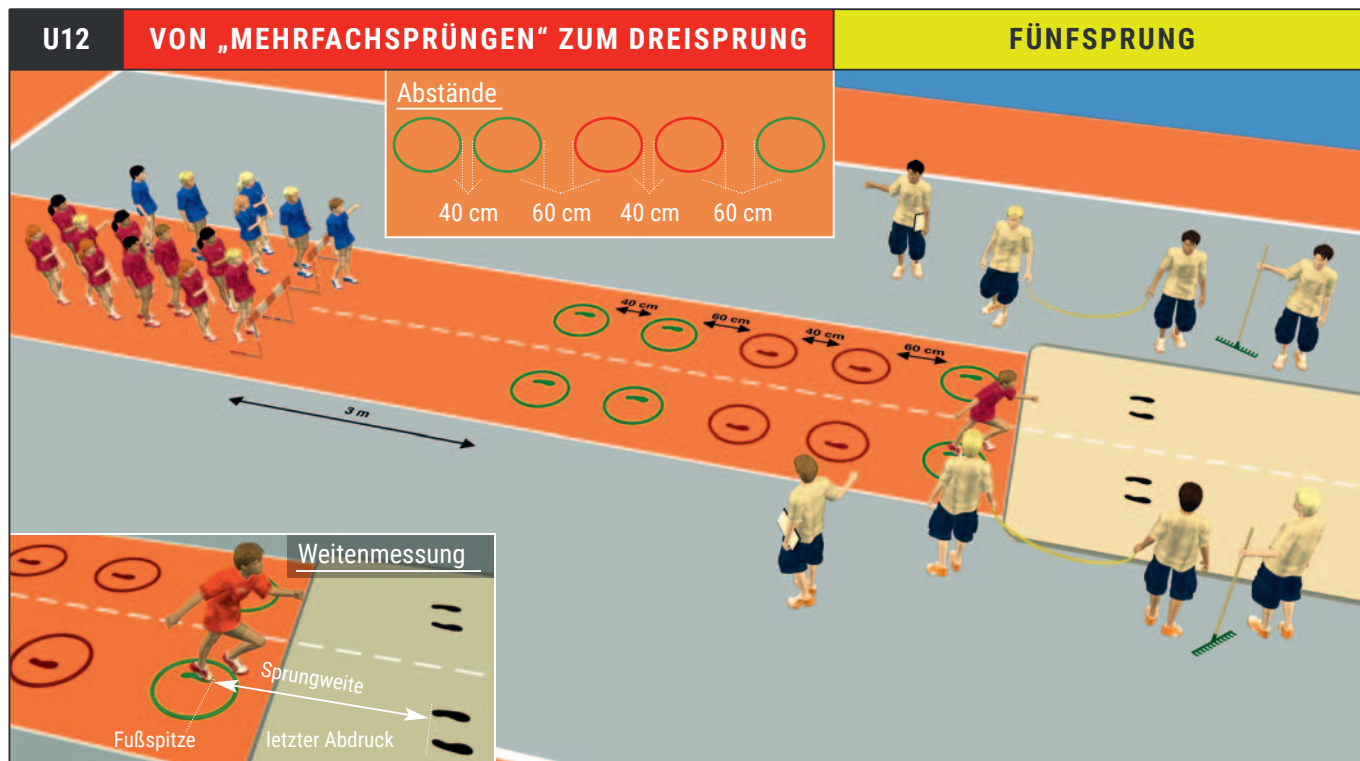 U12 VON „MEHRFACHSPRÜNGEN“ ZUM DREISPRUNG FÜNFSPRUNG
Abstände
40 cm 60 cm 40 cm 60 cm
40 cm
60 cm
40 cm
60 cm
3 m
Weitenmessung
Sprungweite
Fußspitze letzter Abdruck